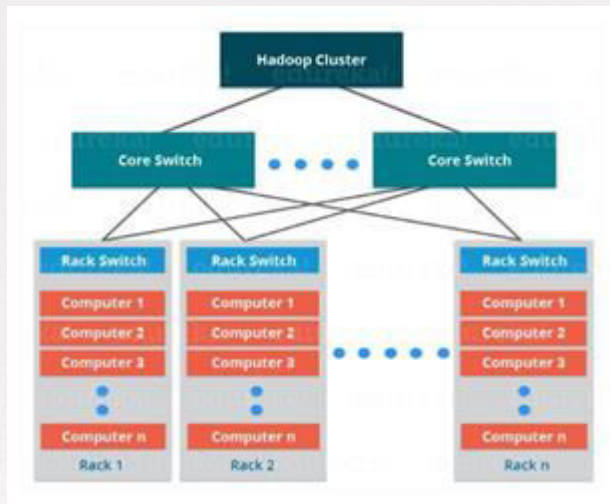 Hadoop Cluster
Core Switch
Core Switch
Rack Switch
Computer 1
Computer 2
Computer 3
Computer n
Rack 1
Rack Switch
Computer 1
Computer 2
Computer 3
Computer n
Rack 2
Rack Switch
Computer 1
Computer 2
Computer 3
Computer n
Rack n